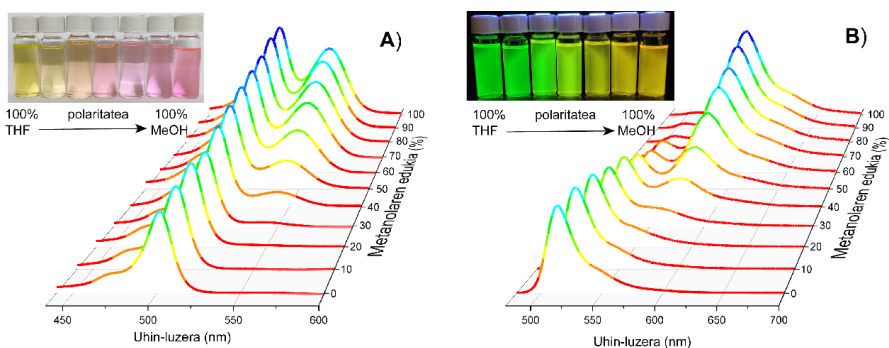 A)
100%
THF
polaritatea
100%
MeOH
Metanolaren edukia (%)
100
90
80
70
60
50
40
30
20
10
0
450
500
550
600
Uhin-luzera (nm)
B)
100%
THF
polaritatea
100%
MeOH
Metanolaren edukia (%)
100
90
80
70
60
50
40
30
20
10
0
500
550
600
650
700
Uhin-luzera (nm)